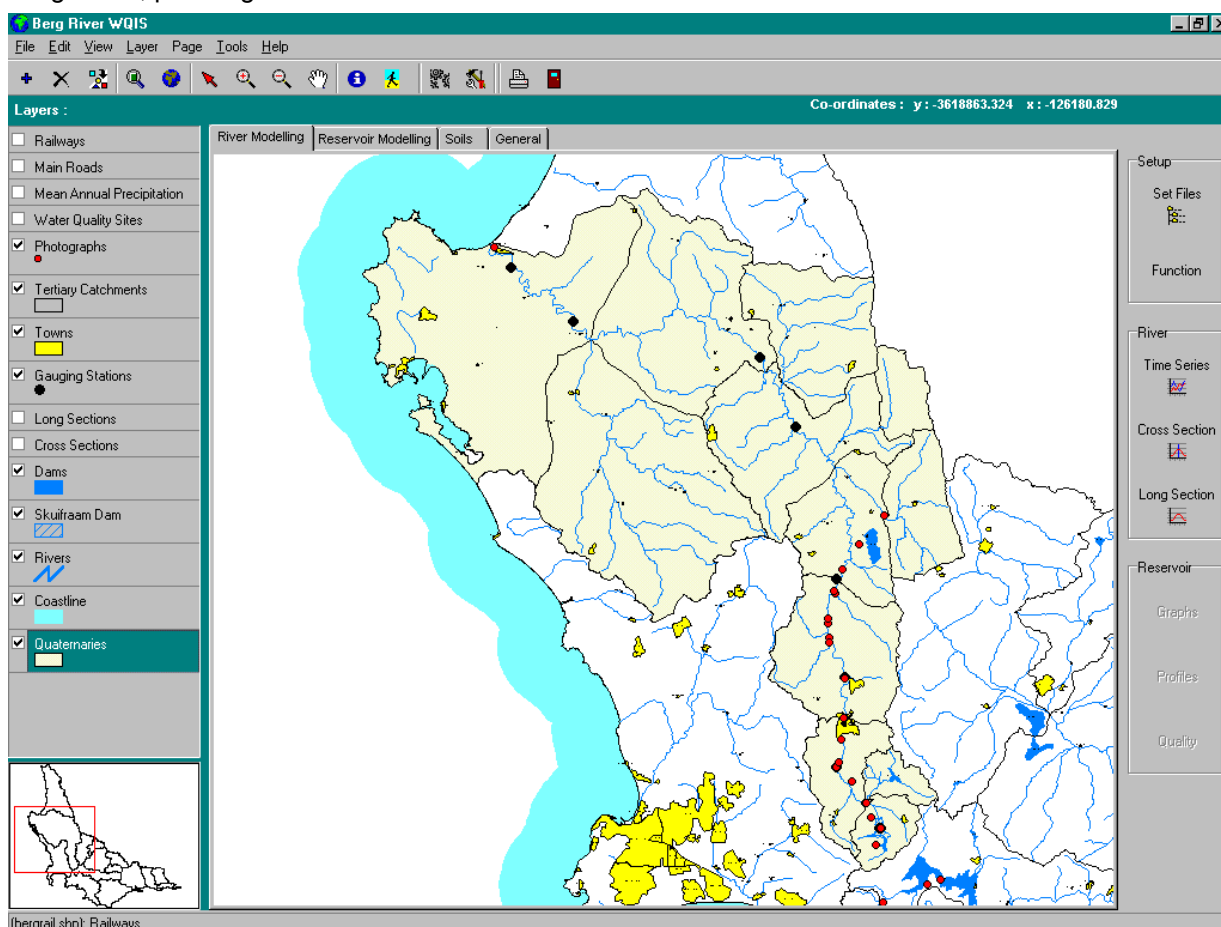 Berg River WQIS
File Edit View Layer Page Tools Help
Layers :
Co-ordinates : y : -3618863.324 x : -126180.829
Railways
Main Roads
Mean Annual Precipitation
Water Quality Sites
Photographs
Tertiary Catchments
Towns
Gauging Stations
Long Sections
Cross Sections
Dams
Skuifraam Dam
Rivers
Coastline
Quaternaries
River Modelling Reservoir Modelling Soils General
Setup
Set Files
Function
River
Time Series
Cross Section
Long Section
Reservoir
Graphs
Profiles
Quality
(bergrail.shp): Railways